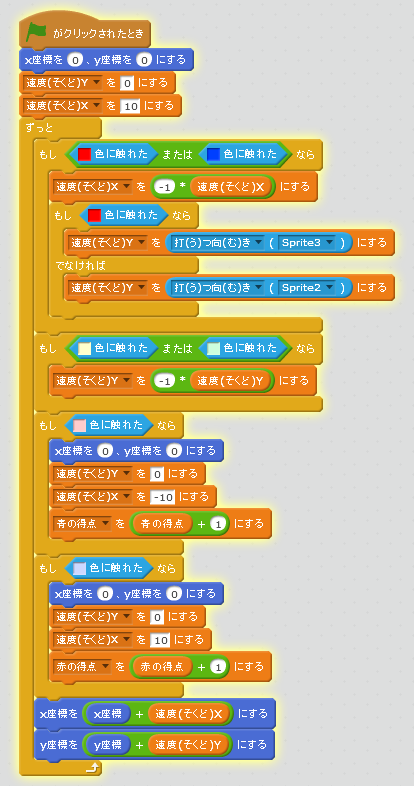 がクリックされたとき
x座標を 0 、y座標を 0 にする
速度(そくど)Y を 0 にする
速度(そくど)X を 10 にする
ずっと
もし 色に触れた または 色に触れた なら
速度(そくど)X を -1 * 速度(そくど)X にする
もし 色に触れた なら
速度(そくど)Y を 打(う)つ向(む)き ( Sprite3 ) にする
でなければ
速度(そくど)Y を 打(う)つ向(む)き ( Sprite2 ) にする
もし 色に触れた または 色に触れた なら
速度(そくど)Y を -1 * 速度(そくど)Y にする
もし 色に触れた なら
x座標を 0 、y座標を 0 にする
速度(そくど)Y を 0 にする
速度(そくど)X を -10 にする
青の得点 を 青の得点 + 1 にする
もし 色に触れた なら
x座標を 0 、y座標を 0 にする
速度(そくど)Y を 0 にする
速度(そくど)X を 10 にする
赤の得点 を 赤の得点 + 1 にする
x座標を x座標 + 速度(そくど)X にする
y座標を y座標 + 速度(そくど)Y にする